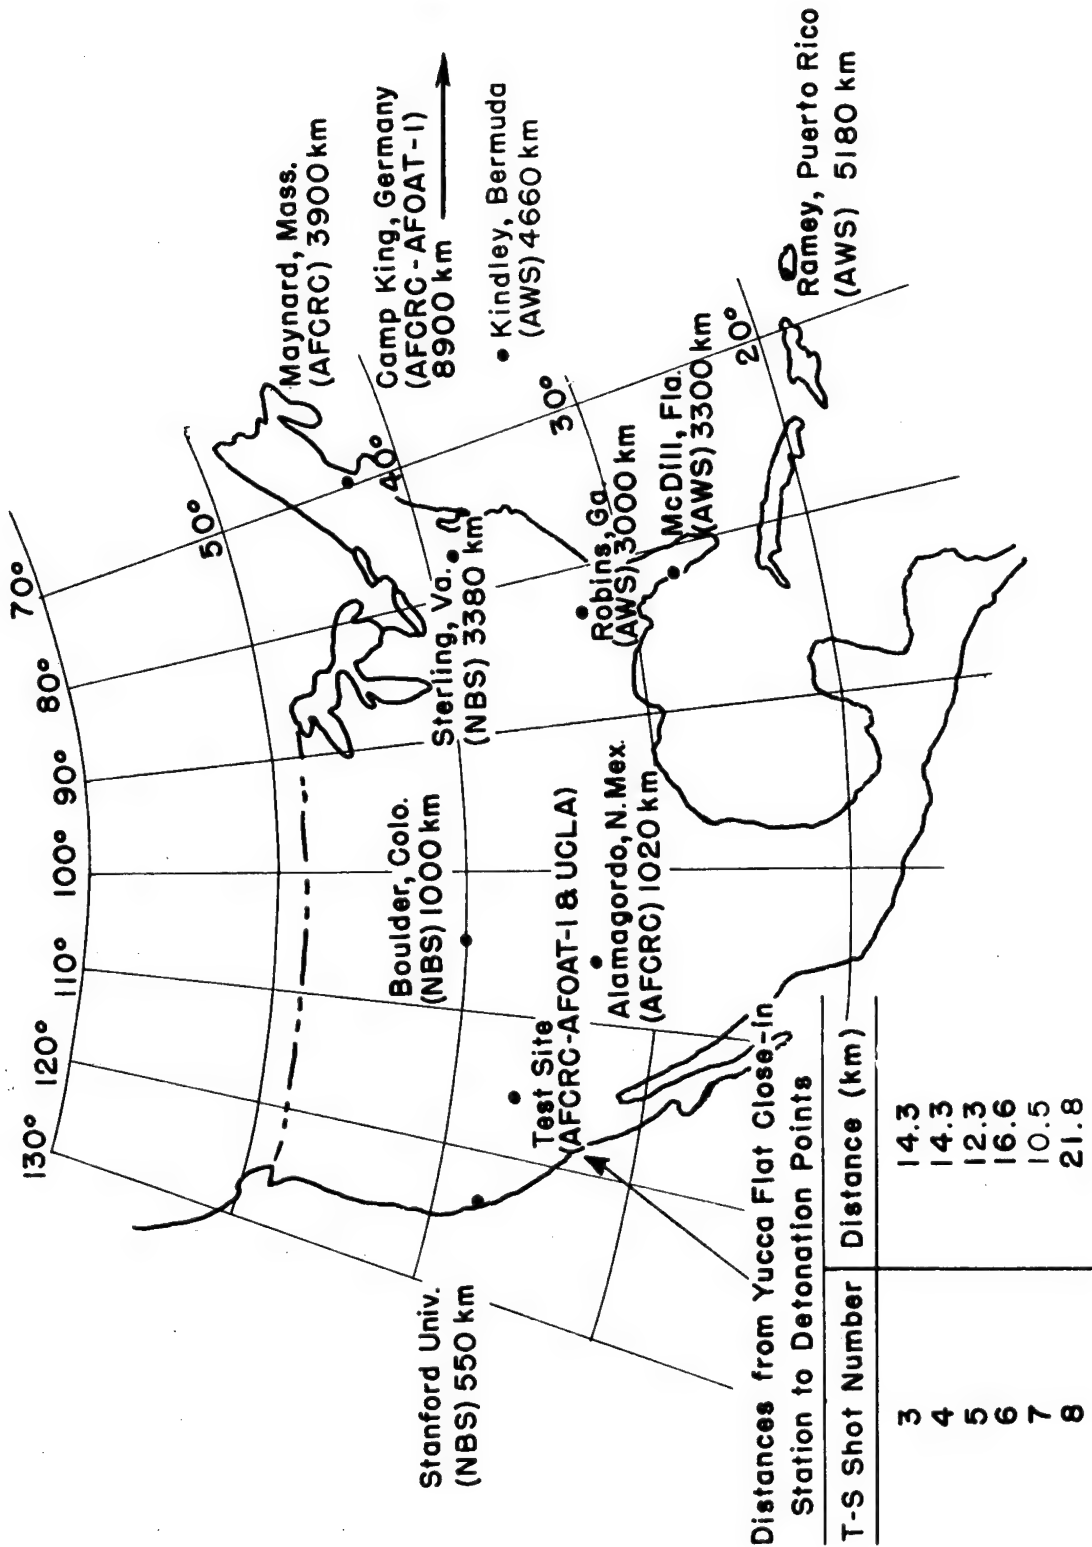 130° 120° 110° 100° 90° 80° 70°
50°
40°
30°
20°
Maynard, Mass.
(AFCRC) 3900 km
Camp King, Germany
(AFCRC-AFOAT-1)
8900 km
Kindley, Bermuda
(AWS) 4660 km
Ramey, Puerto Rico
(AWS) 5180 km
Stanford Univ.
(NBS) 550 km
Boulder, Colo.
(NBS) 1000 km
Sterling, Va.
(NBS) 3380 km
Test Site
(AFCRC-AFOAT-1 & UCLA)
Alamagordo, N. Mex.
(AFCRC) 1020 km
Robins, Ga
(AWS) 3000 km
McDill, Fla.
(AWS) 3300 km
Distances from Yucca Flat Close-in
Station to Detonation Points
T-S Shot Number Distance (km)
3 14.3
4 14.3
5 12.3
6 16.6
7 10.5
8 21.8